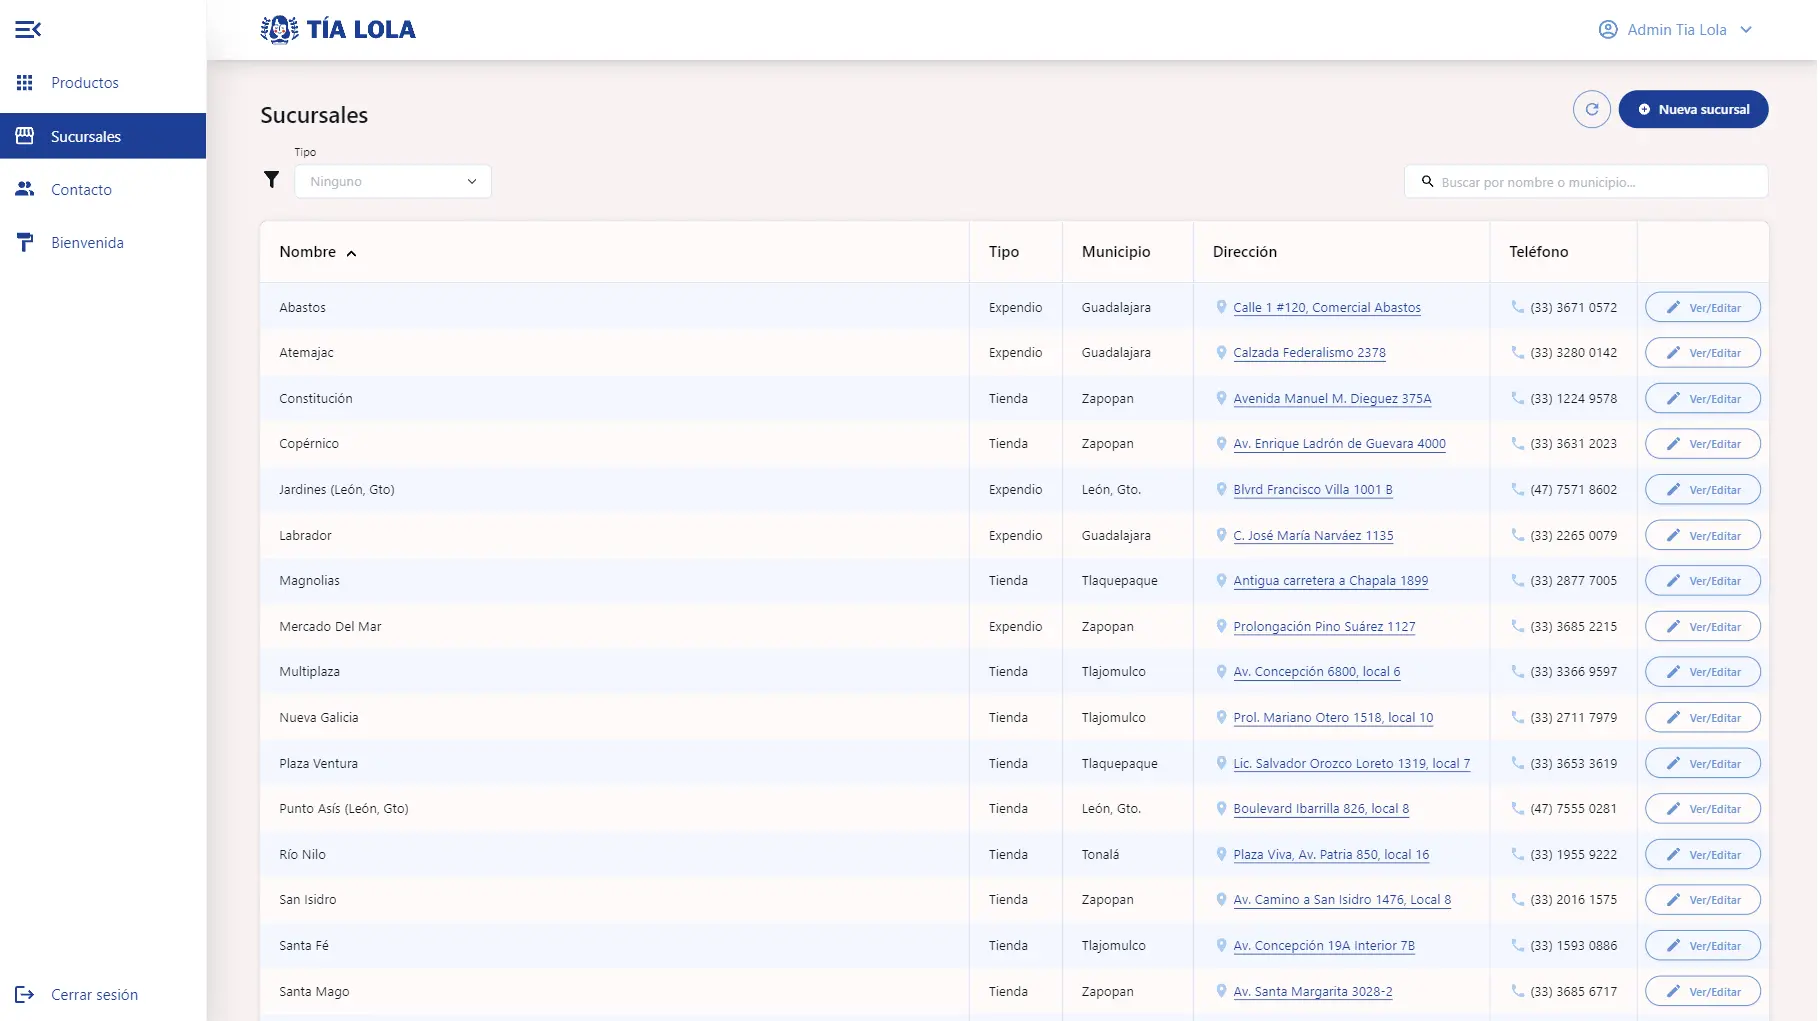 TÍA LOLA
Admin Tia Lola
Productos
Sucursales
Contacto
Bienvenida
Cerrar sesión
Sucursales
Nueva sucursal
Tipo
Ninguno
Buscar por nombre o municipio...
Nombre Tipo Municipio Dirección Teléfono
Abastos Expendio Guadalajara Calle 1 #120, Comercial Abastos (33) 3671 0572 Ver/Editar
Atemajac Expendio Guadalajara Calzada Federalismo 2378 (33) 3280 0142 Ver/Editar
Constitución Tienda Zapopan Avenida Manuel M. Dieguez 375A (33) 1224 9578 Ver/Editar
Copérnico Tienda Zapopan Av. Enrique Ladrón de Guevara 4000 (33) 3631 2023 Ver/Editar
Jardines (León, Gto) Expendio León, Gto. Blvrd Francisco Villa 1001 B (47) 7571 8602 Ver/Editar
Labrador Expendio Guadalajara C. José María Narváez 1135 (33) 2265 0079 Ver/Editar
Magnolias Tienda Tlaquepaque Antigua carretera a Chapala 1899 (33) 2877 7005 Ver/Editar
Mercado Del Mar Expendio Zapopan Prolongación Pino Suárez 1127 (33) 3685 2215 Ver/Editar
Multiplaza Tienda Tlajomulco Av. Concepción 6800, local 6 (33) 3366 9597 Ver/Editar
Nueva Galicia Tienda Tlajomulco Prol. Mariano Otero 1518, local 10 (33) 2711 7979 Ver/Editar
Plaza Ventura Tienda Tlaquepaque Lic. Salvador Orozco Loreto 1319, local 7 (33) 3653 3619 Ver/Editar
Punto Asís (León, Gto) Tienda León, Gto. Boulevard Ibarrilla 826, local 8 (47) 7555 0281 Ver/Editar
Río Nilo Tienda Tonalá Plaza Viva, Av. Patria 850, local 16 (33) 1955 9222 Ver/Editar
San Isidro Tienda Zapopan Av. Camino a San Isidro 1476, Local 8 (33) 2016 1575 Ver/Editar
Santa Fé Tienda Tlajomulco Av. Concepción 19A Interior 7B (33) 1593 0886 Ver/Editar
Santa Mago Tienda Zapopan Av. Santa Margarita 3028-2 (33) 3685 6717 Ver/Editar